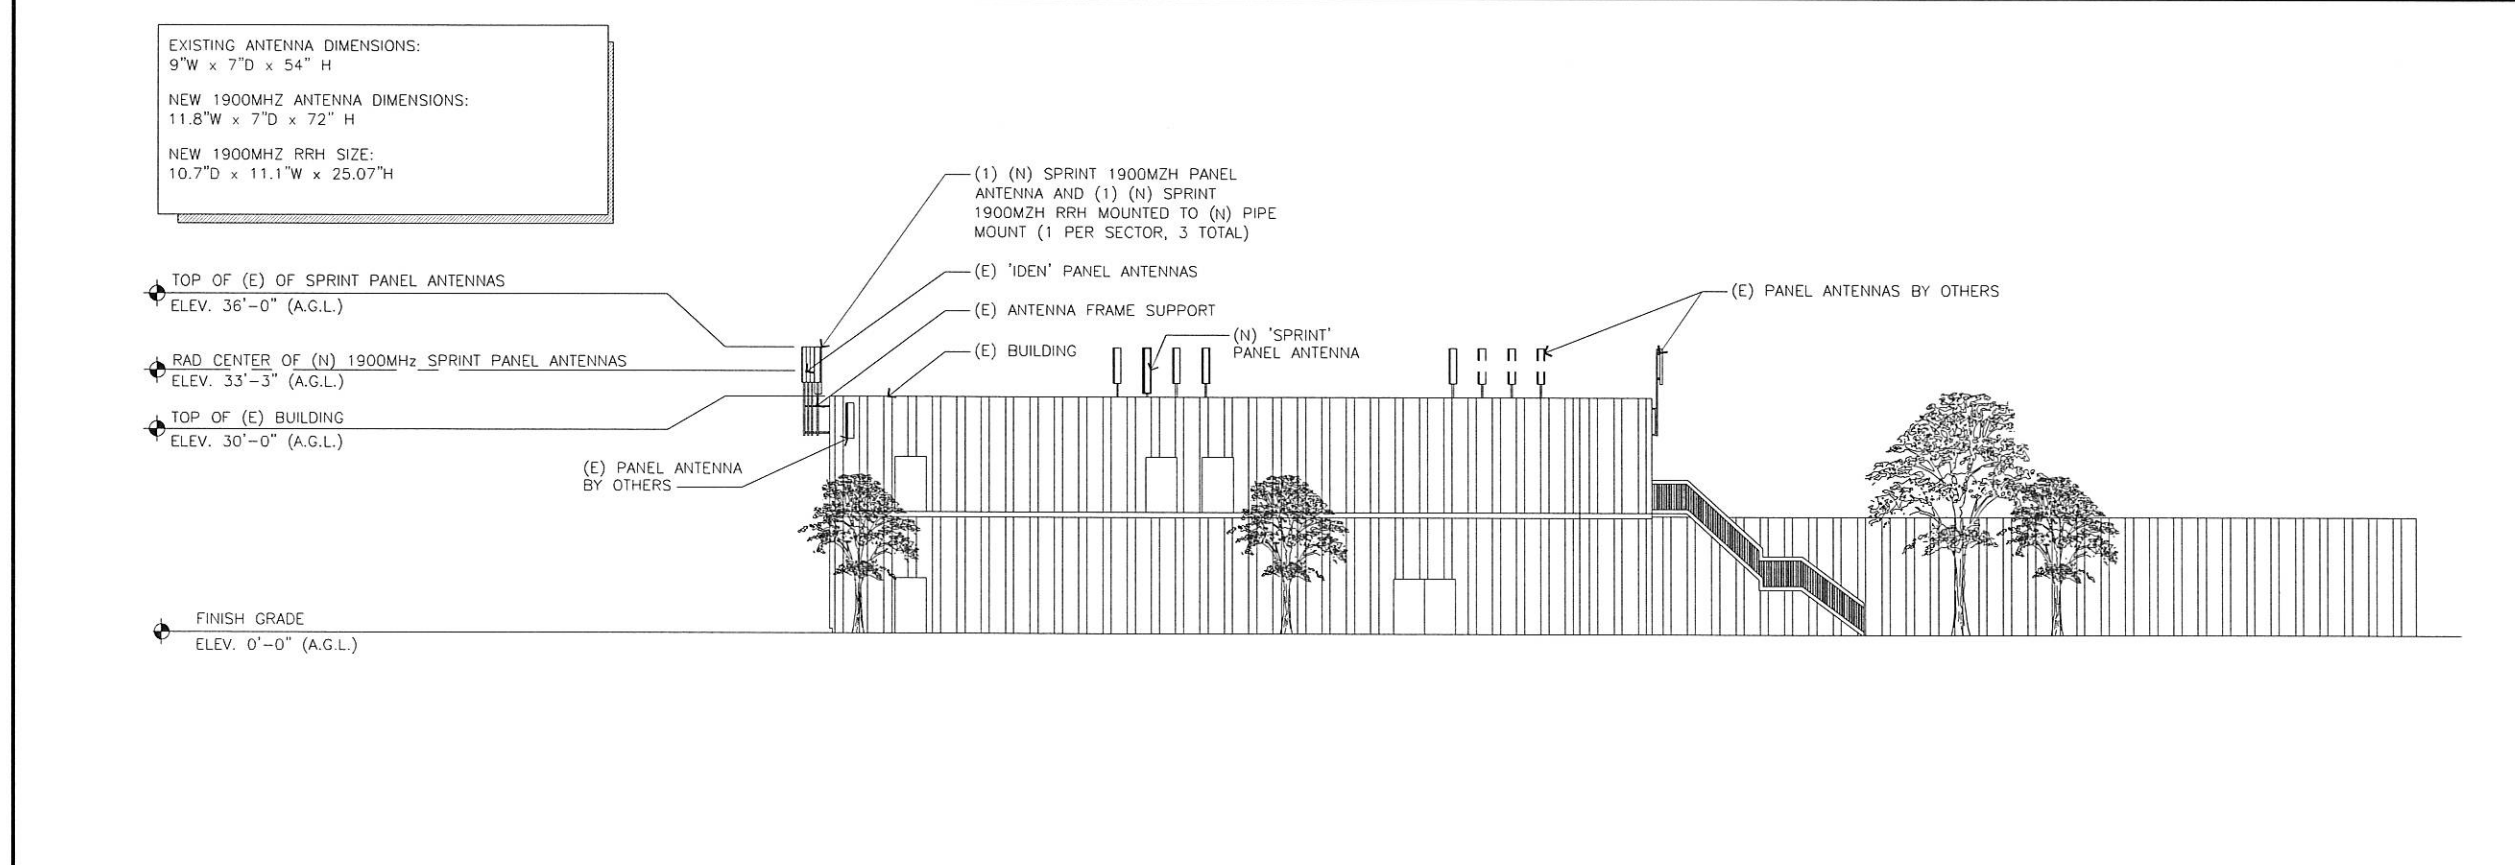 EXISTING ANTENNA DIMENSIONS:
9"W x 7"D x 54" H
NEW 1900MHZ ANTENNA DIMENSIONS:
11.8"W x 7"D x 72" H
NEW 1900MHZ RRH SIZE:
10.7"D x 11.1"W x 25.07"H
(1) (N) SPRINT 1900MZH PANEL
ANTENNA AND (1) (N) SPRINT
1900MZH RRH MOUNTED TO (N) PIPE
MOUNT (1 PER SECTOR, 3 TOTAL)
(E) 'IDEN' PANEL ANTENNAS
(E) ANTENNA FRAME SUPPORT
(N) 'SPRINT'
PANEL ANTENNA
(E) BUILDING
(E) PANEL ANTENNAS BY OTHERS
TOP OF (E) OF SPRINT PANEL ANTENNAS
ELEV. 36'-0" (A.G.L.)
RAD CENTER OF (N) 1900MHz SPRINT PANEL ANTENNAS
ELEV. 33'-3" (A.G.L.)
TOP OF (E) BUILDING
ELEV. 30'-0" (A.G.L.)
(E) PANEL ANTENNA
BY OTHERS
FINISH GRADE
ELEV. 0'-0" (A.G.L.)